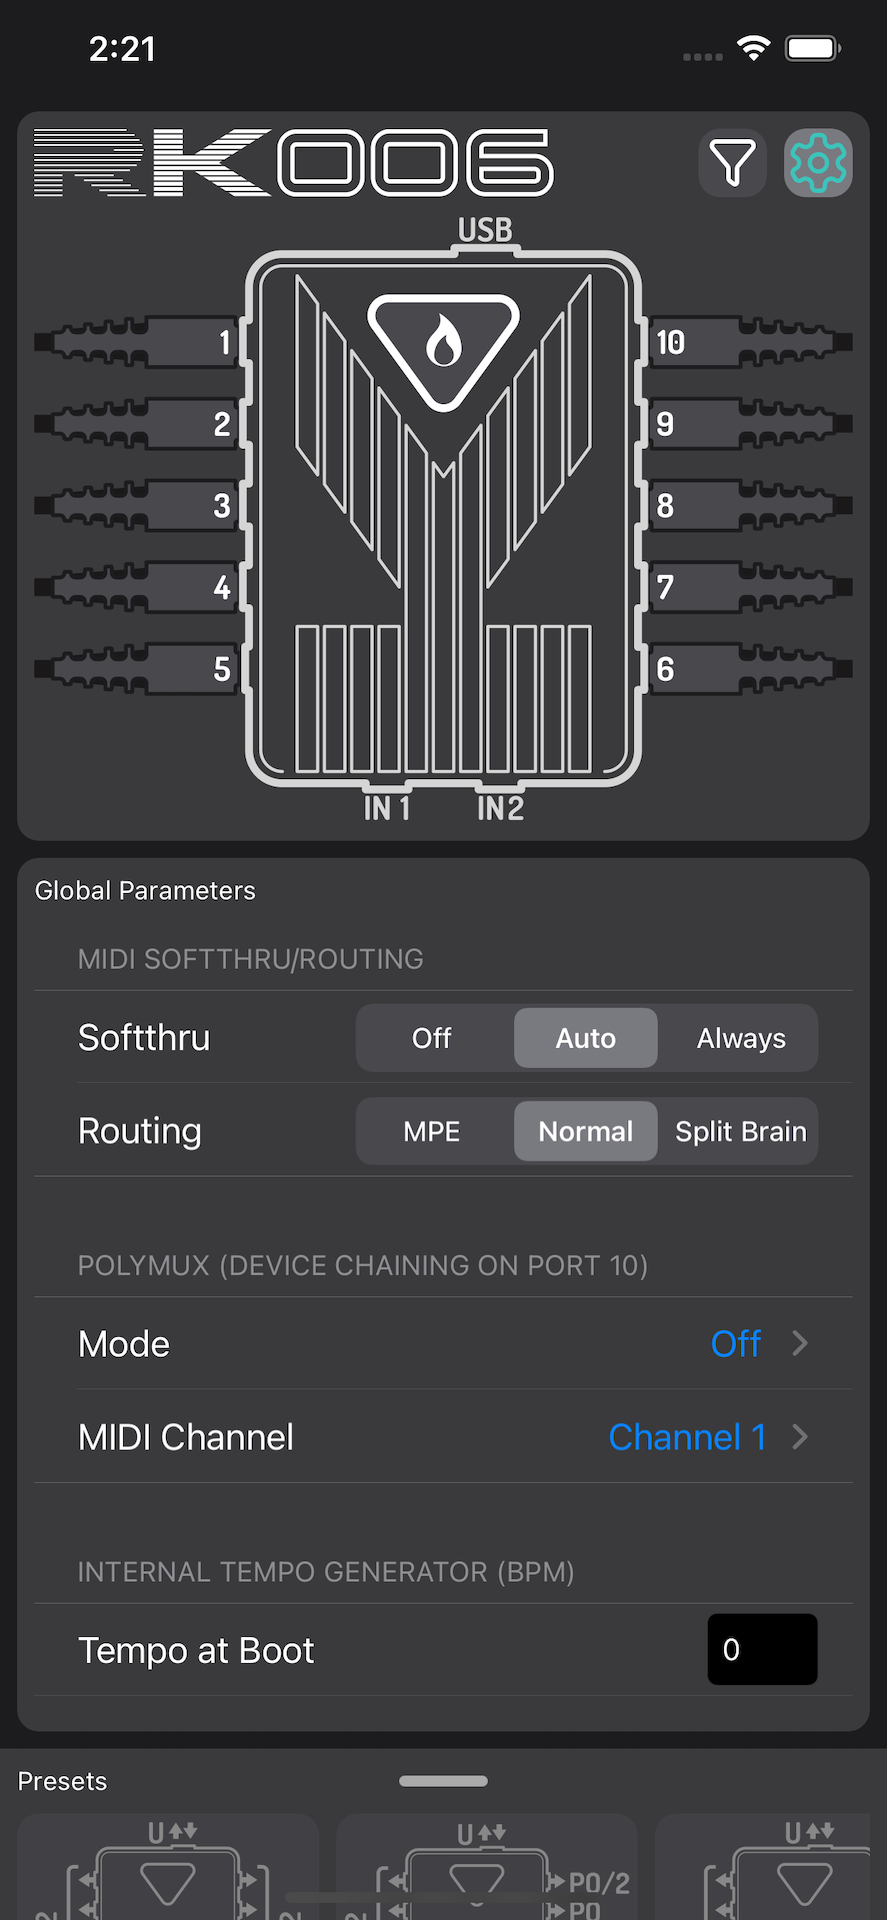 2:21
RK006
USB
1 10
2 9
3 8
4 7
5 6
IN 1 IN 2
Global Parameters
MIDI SOFTTHRU/ROUTING
Softthru Off Auto Always
Routing MPE Normal Split Brain
POLYMUX (DEVICE CHAINING ON PORT 10)
Mode Off
MIDI Channel Channel 1
INTERNAL TEMPO GENERATOR (BPM)
Tempo at Boot 0
Presets
U U U
PO/2
PO